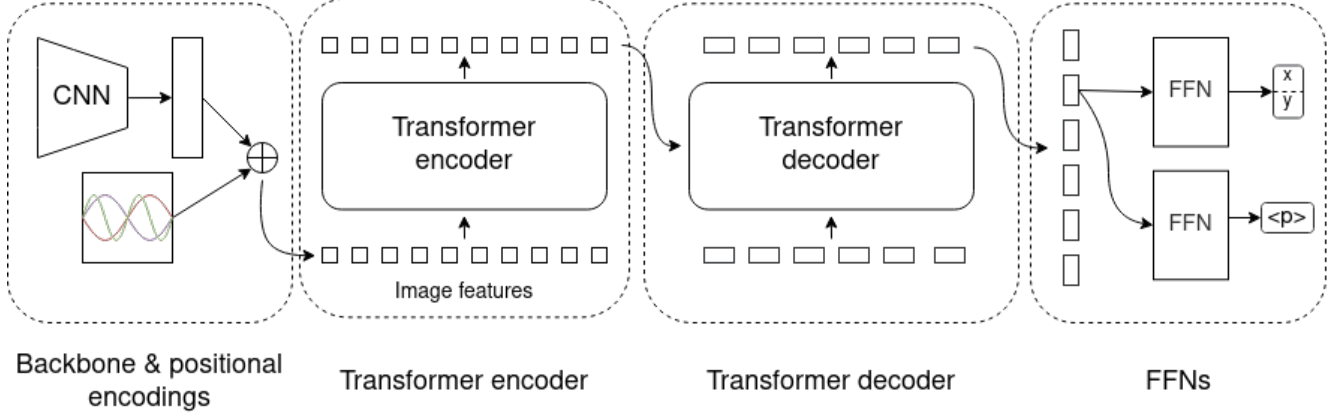 CNN
Transformer
encoder
Image features
Transformer
decoder
FFN
x
y
FFN
<p>
Backbone & positional
encodings
Transformer encoder
Transformer decoder
FFNs